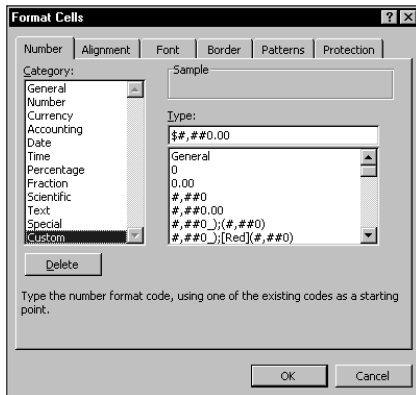 Format Cells
Number Alignment Font Border Patterns Protection
Category:
General
Number
Currency
Accounting
Date
Time
Percentage
Fraction
Scientific
Text
Special
Custom
Sample
Type:
$#,##0.00
General
0
0.00
#,##0
#,##0.00
#,##0_);(#,##0)
#,##0_);[Red](#,##0)
Delete
Type the number format code, using one of the existing codes as a starting
point.
OK Cancel